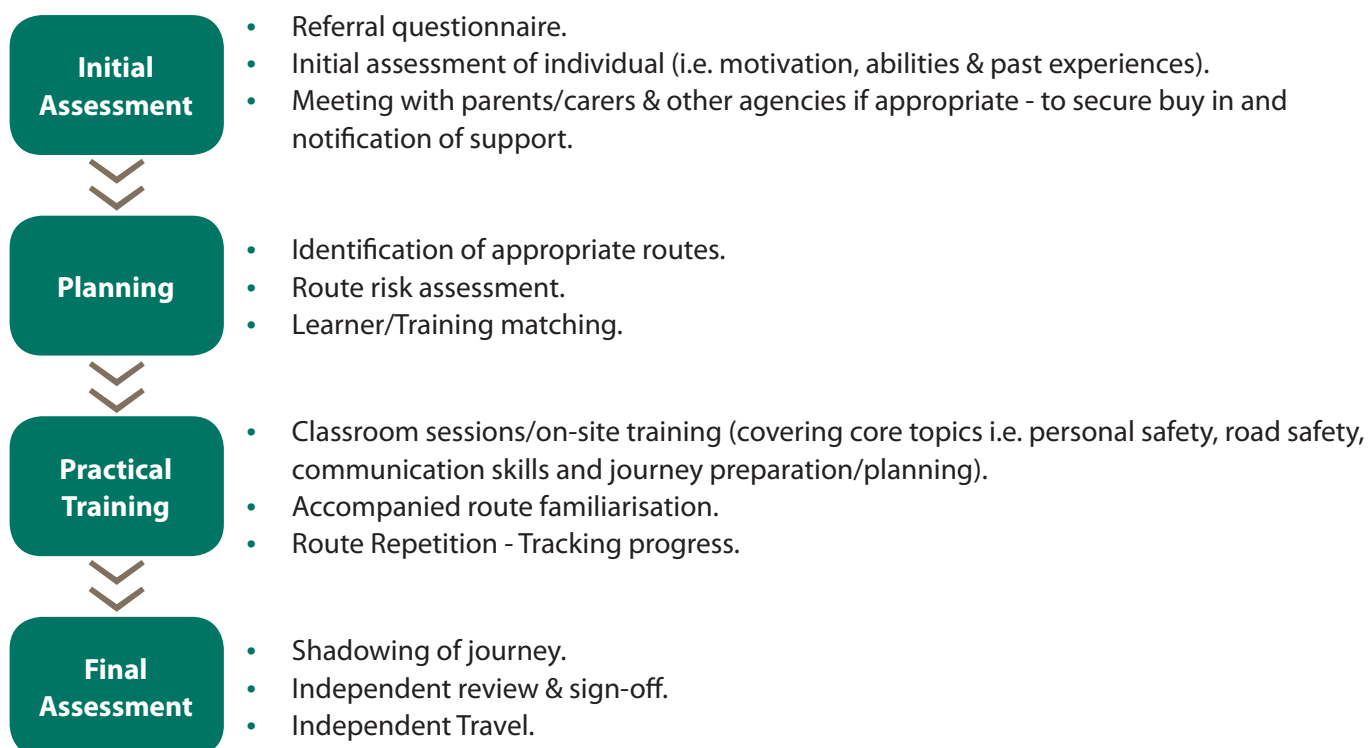 Initial
Assessment
• Referral questionnaire.
• Initial assessment of individual (i.e. motivation, abilities & past experiences).
• Meeting with parents/carers & other agencies if appropriate - to secure buy in and
notification of support.
Planning
• Identification of appropriate routes.
• Route risk assessment.
• Learner/Training matching.
Practical
Training
• Classroom sessions/on-site training (covering core topics i.e. personal safety, road safety,
communication skills and journey preparation/planning).
• Accompanied route familiarisation.
• Route Repetition - Tracking progress.
Final
Assessment
• Shadowing of journey.
• Independent review & sign-off.
• Independent Travel.